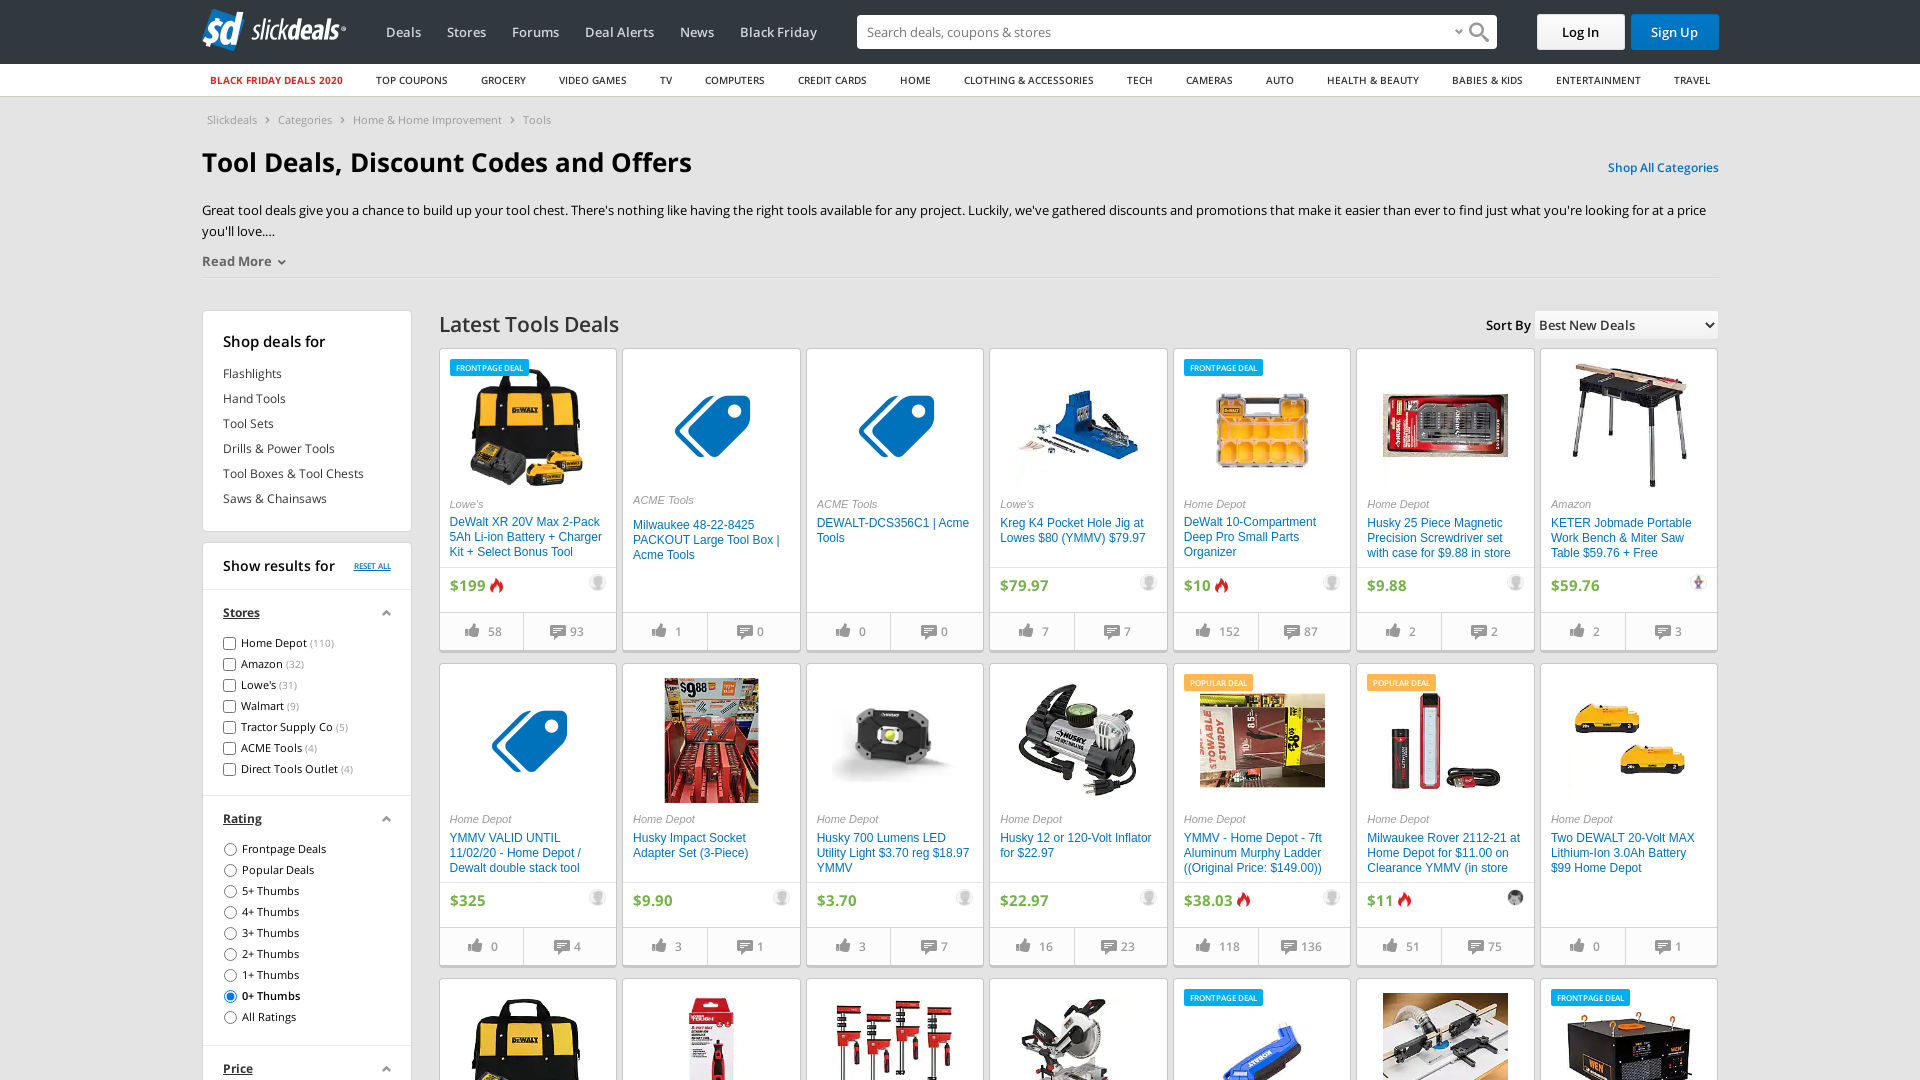 sd slickdeals
Deals
Stores
Forums
Deal Alerts
News
Black Friday
Search deals, coupons & stores
Log In
Sign Up
BLACK FRIDAY DEALS 2020
TOP COUPONS
GROCERY
VIDEO GAMES
TV
COMPUTERS
CREDIT CARDS
HOME
CLOTHING & ACCESSORIES
TECH
CAMERAS
AUTO
HEALTH & BEAUTY
BABIES & KIDS
ENTERTAINMENT
TRAVEL
Slickdeals > Categories > Home & Home Improvement > Tools
Tool Deals, Discount Codes and Offers
Shop All Categories
Great tool deals give you a chance to build up your tool chest. There's nothing like having the right tools available for any project. Luckily, we've gathered discounts and promotions that make it easier than ever to find just what you're looking for at a price
you'll love....
Read More
Shop deals for
Flashlights
Hand Tools
Tool Sets
Drills & Power Tools
Tool Boxes & Tool Chests
Saws & Chainsaws
Show results for
RESET ALL
Stores
Home Depot (110)
Amazon (32)
Lowe's (31)
Walmart (9)
Tractor Supply Co (5)
ACME Tools (4)
Direct Tools Outlet (4)
Rating
Frontpage Deals
Popular Deals
5+ Thumbs
4+ Thumbs
3+ Thumbs
2+ Thumbs
1+ Thumbs
0+ Thumbs
All Ratings
Price
Latest Tools Deals
Sort By
Best New Deals
FRONTPAGE DEAL
DEWALT
Lowe's
DeWalt XR 20V Max 2-Pack
5Ah Li-ion Battery + Charger
Kit + Select Bonus Tool
$199
58
93
ACME Tools
Milwaukee 48-22-8425
PACKOUT Large Tool Box |
Acme Tools
1
0
ACME Tools
DEWALT-DCS356C1 | Acme
Tools
0
0
Lowe's
Kreg K4 Pocket Hole Jig at
Lowes $80 (YMMV) $79.97
$79.97
7
7
FRONTPAGE DEAL
Home Depot
DeWalt 10-Compartment
Deep Pro Small Parts
Organizer
$10
152
87
HUSKY
Home Depot
Husky 25 Piece Magnetic
Precision Screwdriver set
with case for $9.88 in store
$9.88
2
2
Amazon
KETER Jobmade Portable
Work Bench & Miter Saw
Table $59.76 + Free
$59.76
2
3
Home Depot
YMMV VALID UNTIL
11/02/20 - Home Depot /
Dewalt double stack tool
$325
0
4
$988
Home Depot
Husky Impact Socket
Adapter Set (3-Piece)
$9.90
3
1
Home Depot
Husky 700 Lumens LED
Utility Light $3.70 reg $18.97
YMMV
$3.70
3
7
HUSKY
Home Depot
Husky 12 or 120-Volt Inflator
for $22.97
$22.97
16
23
POPULAR DEAL
STOWABLE
STURDY
Home Depot
YMMV - Home Depot - 7ft
Aluminum Murphy Ladder
((Original Price: $149.00))
$38.03
118
136
POPULAR DEAL
Home Depot
Milwaukee Rover 2112-21 at
Home Depot for $11.00 on
Clearance YMMV (in store
$11
51
75
Home Depot
Two DEWALT 20-Volt MAX
Lithium-Ion 3.0Ah Battery
$99 Home Depot
0
1
DEWALT
FRONTPAGE DEAL
KOBALT
FRONTPAGE DEAL
WEN